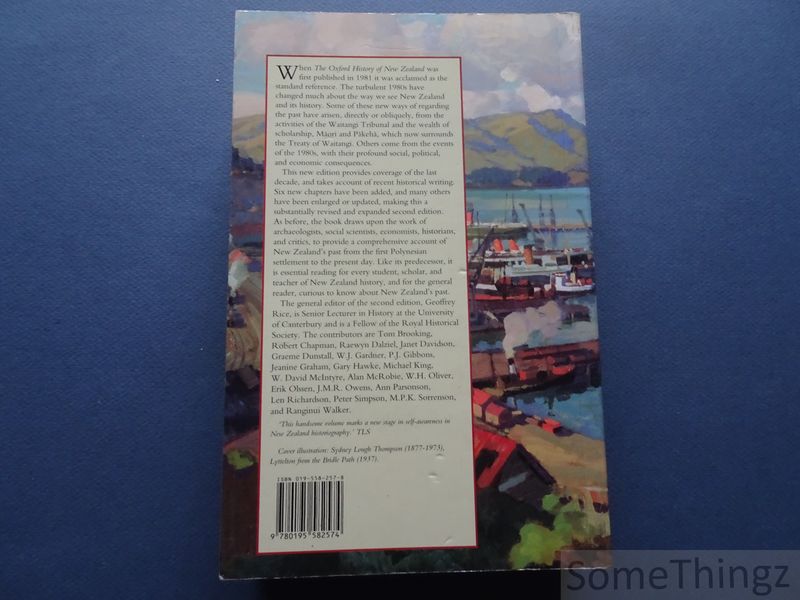 When The Oxford History of New Zealand was
first published in 1981 it was acclaimed as the
standard reference. The turbulent 1980s have
changed much about the way we see New Zealand
and its history. Some of these new ways of regarding
the past have arisen, directly or obliquely, from the
activities of the Waitangi Tribunal and the wealth of
scholarship, Māori and Pākehā, which now surrounds
the Treaty of Waitangi. Others come from the events
of the 1980s, with their profound social, political,
and economic consequences.
This new edition provides coverage of the last
decade, and takes account of recent historical writing.
Six new chapters have been added, and many others
have been enlarged or updated, making this a
substantially revised and expanded second edition.
As before, the book draws upon the work of
archaeologists, social scientists, economists, historians,
and critics, to provide a comprehensive account of
New Zealand's past from the first Polynesian
settlement to the present day. Like its predecessor, it
is essential reading for every student, scholar, and
teacher of New Zealand history, and for the general
reader, curious to know about New Zealand's past.
The general editor of the second edition, Geoffrey
Rice, is Senior Lecturer in History at the University
of Canterbury and is a Fellow of the Royal Historical
Society. The contributors are Tom Brooking,
Robert Chapman, Raewyn Dalziel, Janet Davidson,
Graeme Dunstall, W.J. Gardner, P.J. Gibbons,
Jeanine Graham, Gary Hawke, Michael King,
W. David McIntyre, Alan McRobie, W.H. Oliver,
Erik Olssen, J.M.R. Owens, Ann Parsonson,
Len Richardson, Peter Simpson, M.P.K. Sorrenson,
and Ranginui Walker.
'This handsome volume marks a new stage in self-awareness in
New Zealand historiography.' TLS
Cover illustration: Sydney Lough Thompson (1877-1973),
Lyttelton from the Bridle Path (1937).
ISBN 019-558-257-8
9 780195 582574
SomeThingz